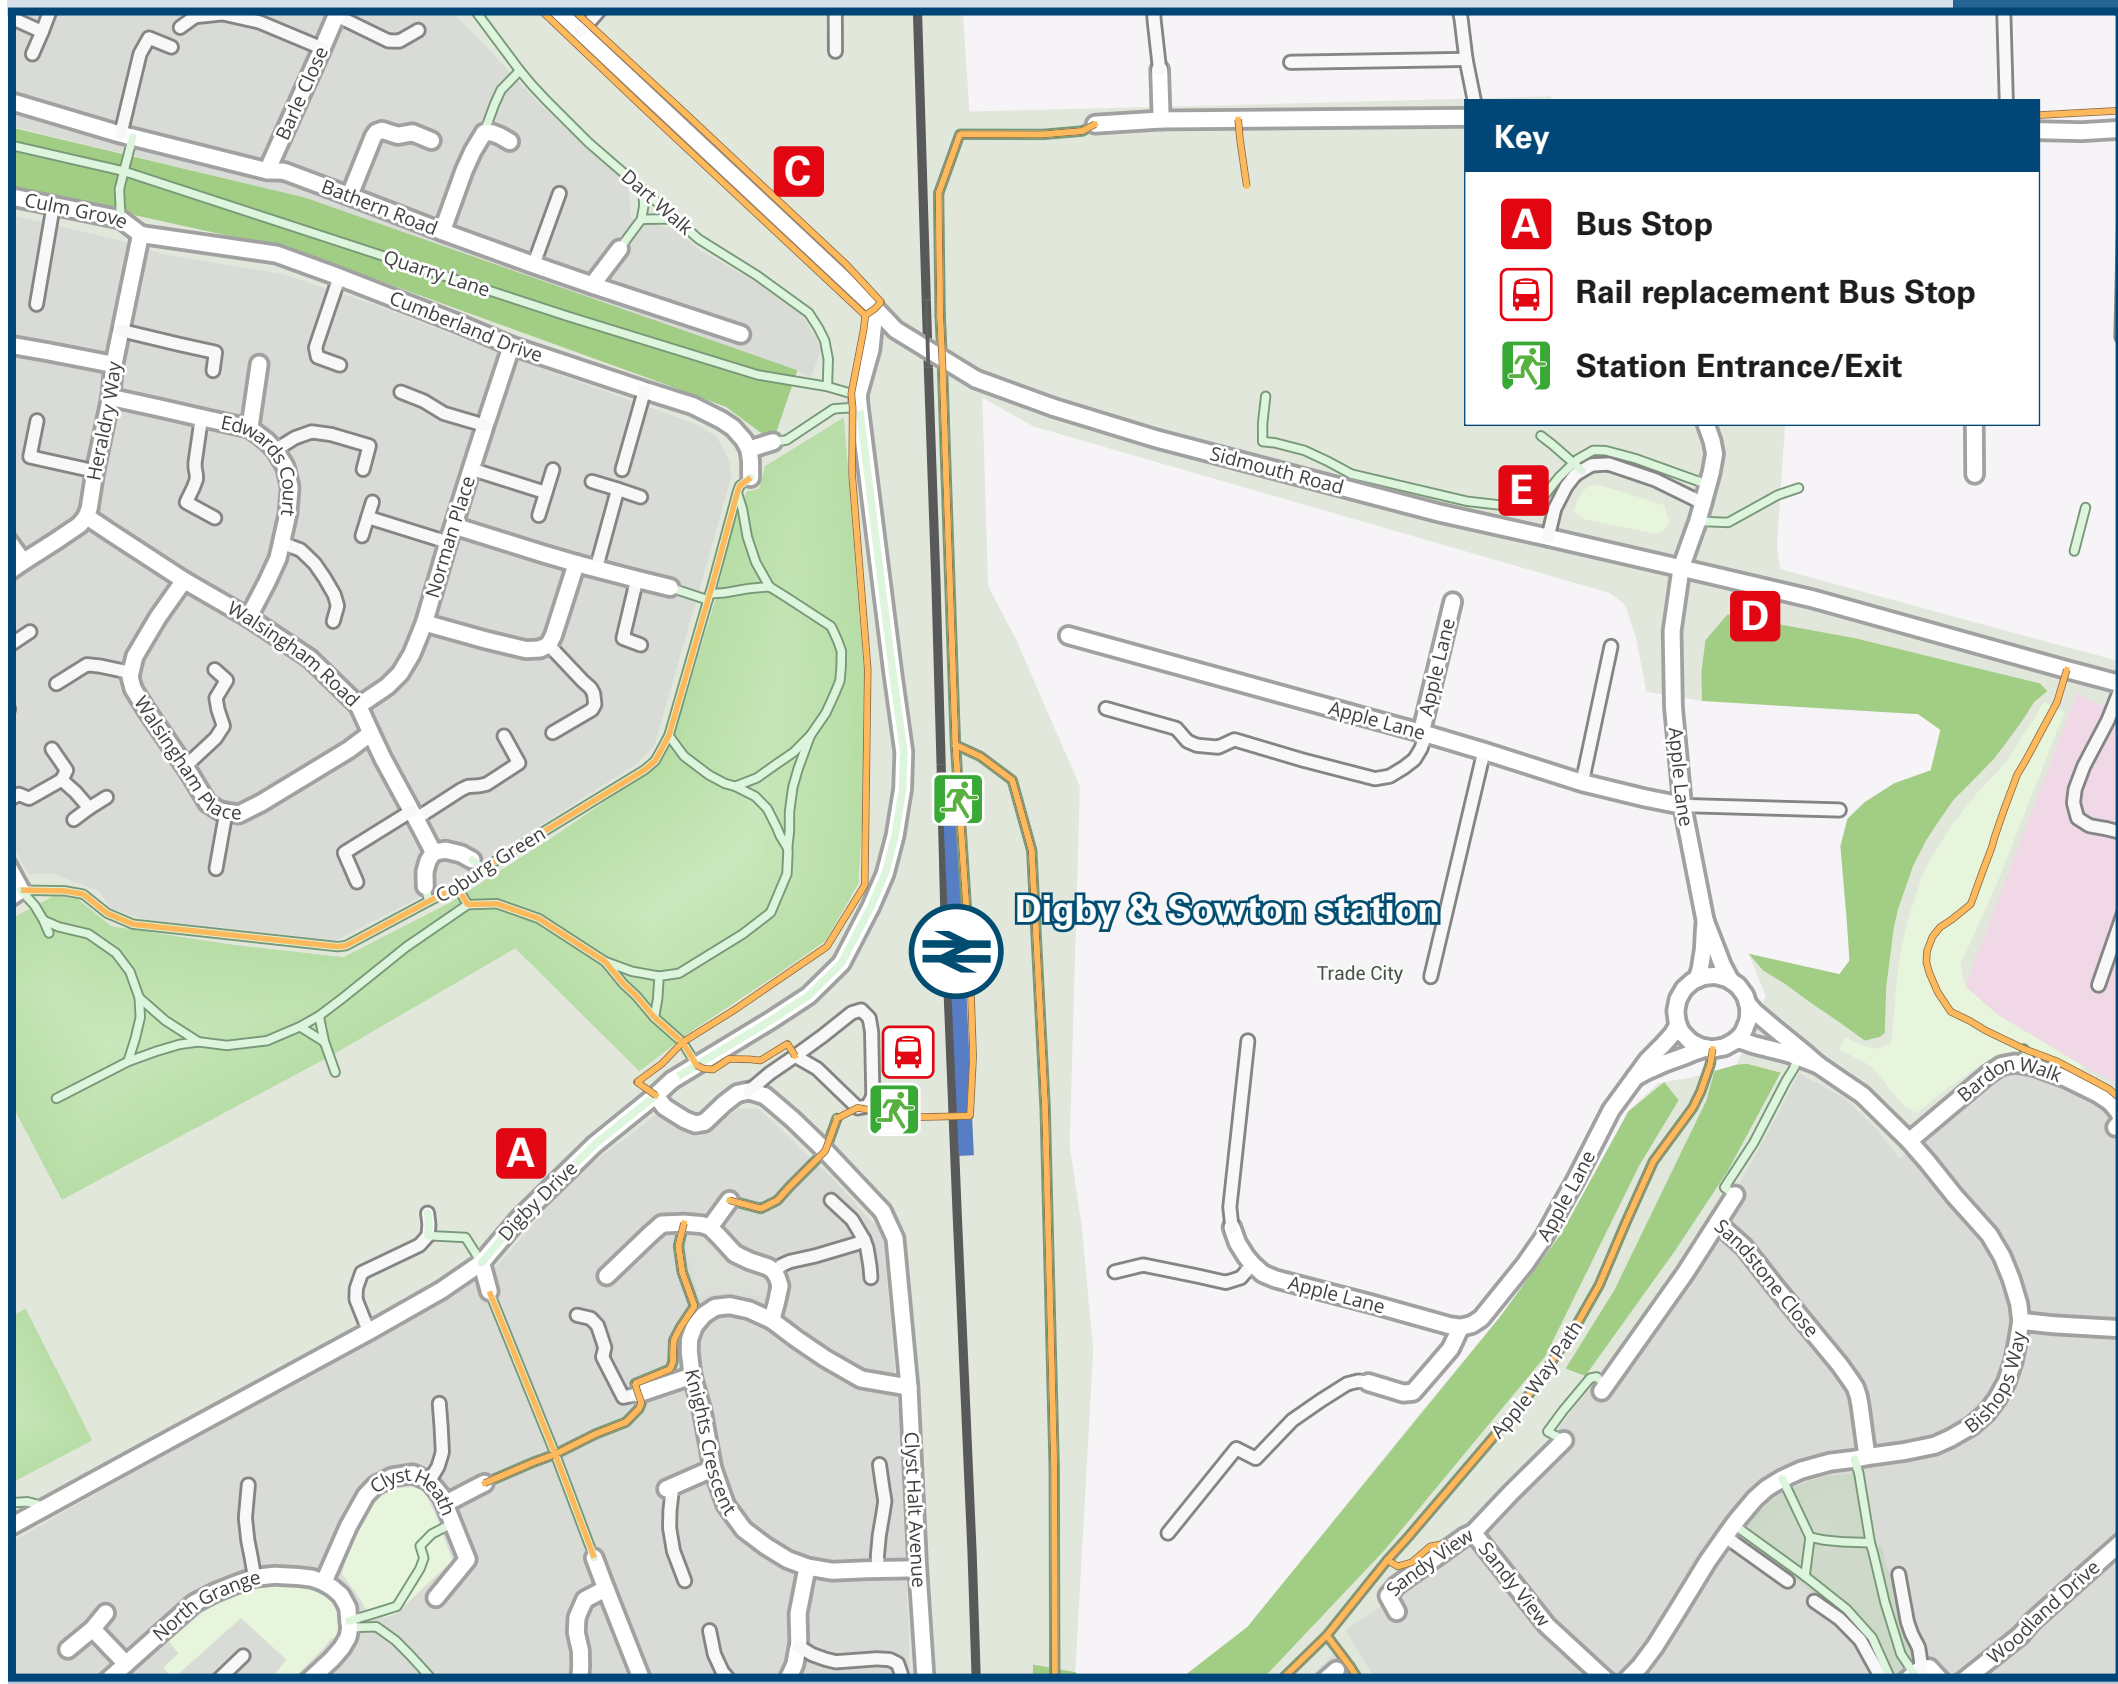 Key
A Bus Stop
Rail replacement Bus Stop
A Station Entrance/Exit
Barle Close
Bathern Road
Culm Grove
Quarry Lane
Cumberland Drive
Dart Walk
C
Heraldry Way
Edwards Court
Norman Place
Walsingham Road
Walsingham Place
Coburg Green
Sidmouth Road
E
D
Apple Lane
Apple Lane
Apple Lane
Digby & Sowton station
Trade City
A
Digby Drive
Bardon Walk
Apple Lane
Apple Lane
Sandstone Close
Apple Way Path
Bishops Way
Knights Crescent
Clyst Halt Avenue
Clyst Heath
North Grange
Sandy View
Sandy View
Woodland Drive